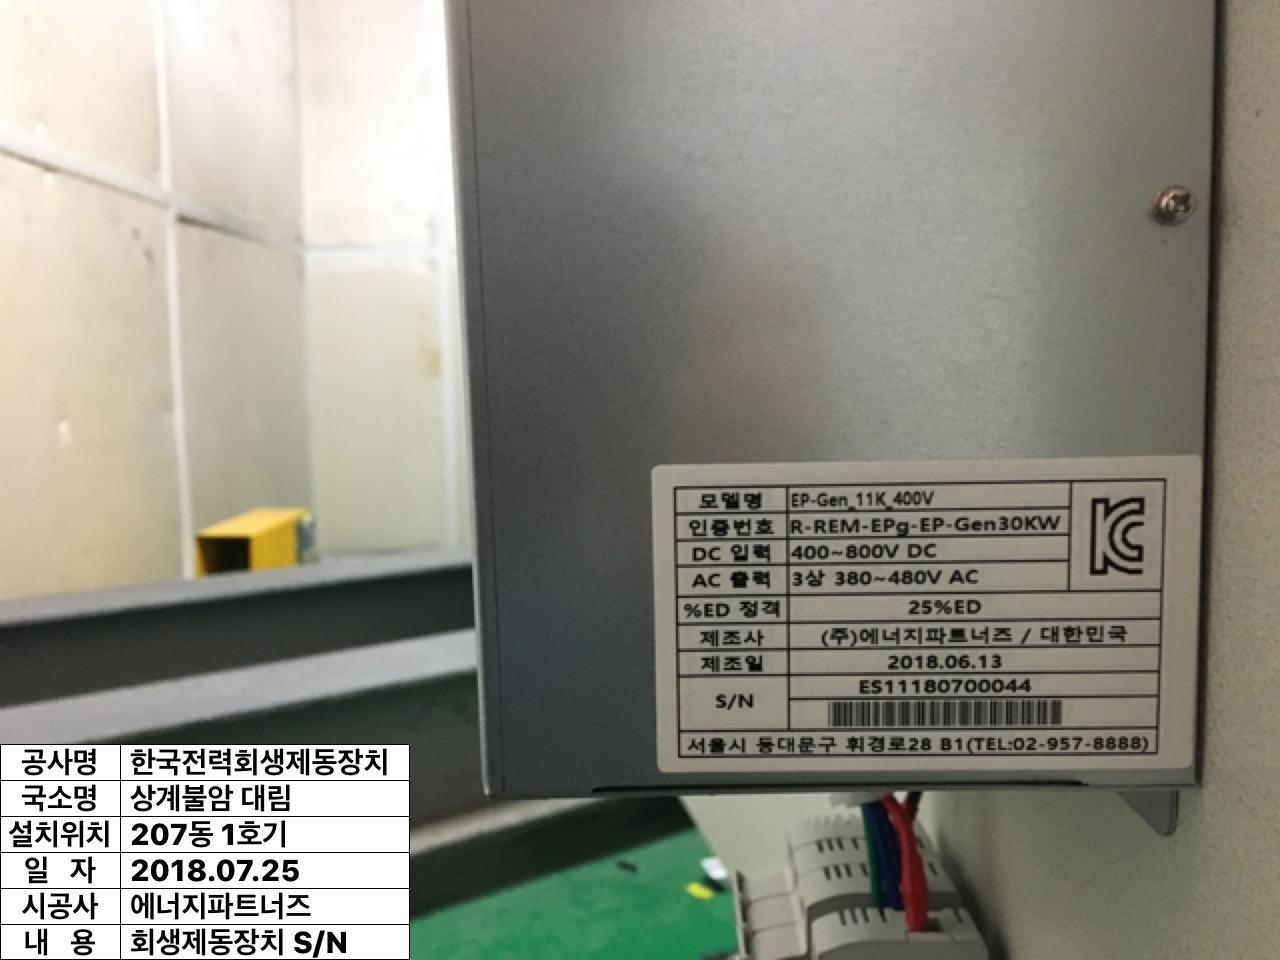 모델명 EP-Gen_11K_400V
인증번호 R-REM-EPg-EP-Gen30KW
DC 입력 400~800V DC
AC 출력 3상 380~480V AC
%ED 정격 25%ED
제조사 (주)에너지파트너즈 / 대한민국
제조일 2018.06.13
S/N ES11180700044
서울시 동대문구 휘경로28 B1(TEL:02-957-8888)
공사명 한국전력회생제동장치
국소명 상계불암 대림
설치위치 207동 1호기
일 자 2018.07.25
시공사 에너지파트너즈
내 용 회생제동장치 S/N